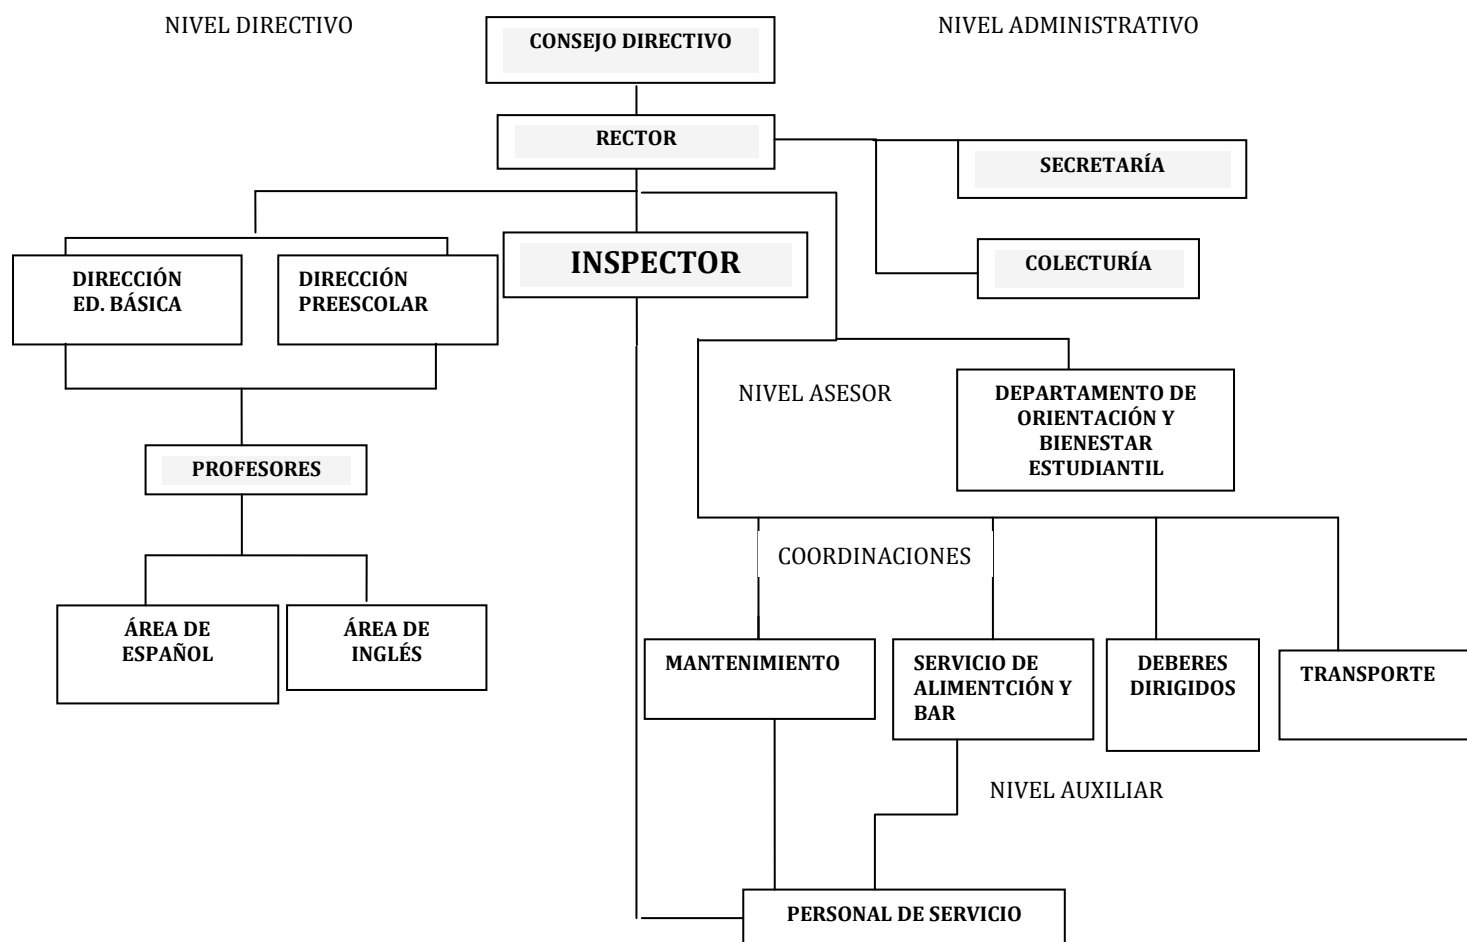 NIVEL DIRECTIVO
CONSEJO DIRECTIVO
NIVEL ADMINISTRATIVO
RECTOR
SECRETARÍA
INSPECTOR
COLECTURÍA
DIRECCIÓN
ED. BÁSICA
DIRECCIÓN
PREESCOLAR
NIVEL ASESOR
DEPARTAMENTO DE
ORIENTACIÓN Y
BIENESTAR
ESTUDIANTIL
PROFESORES
COORDINACIONES
ÁREA DE
ESPAÑOL
ÁREA DE
INGLÉS
MANTENIMIENTO
SERVICIO DE
ALIMENTCIÓN Y
BAR
DEBERES
DIRIGIDOS
TRANSPORTE
NIVEL AUXILIAR
PERSONAL DE SERVICIO